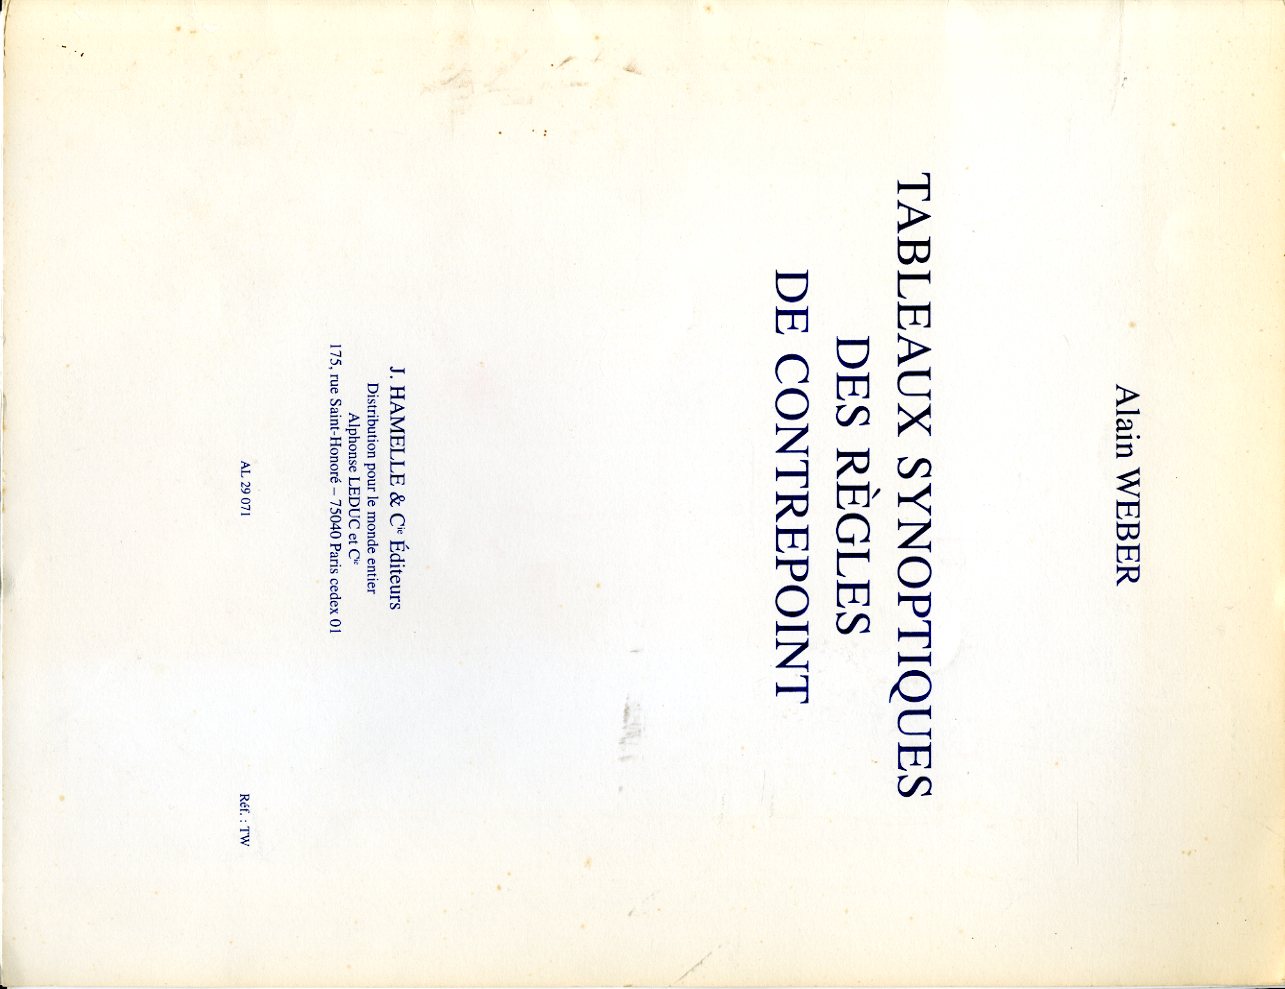 Alain WEBER
TABLEAUX SYNOPTIQUES
DES RÈGLES
DE CONTREPOINT
J. HAMELLE & Cie Éditeurs
Distribution pour le monde entier
Alphonse LEDUC et Cie
175, rue Saint-Honoré – 75040 Paris cedex 01
AL 29 071
Réf. : TW